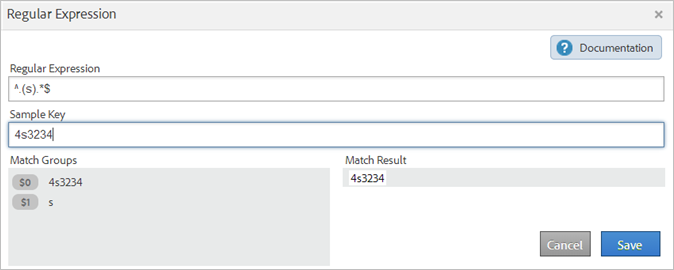 Regular Expression ×
? Documentation
Regular Expression
^.(s).*$
Sample Key
4s3234
Match Groups Match Result
$0 4s3234 4s3234
$1 s
Cancel Save